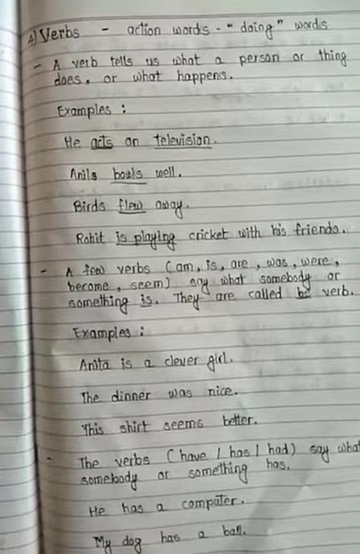 4) Verbs - action words - "doing" words
- A verb tells us what a person or thing
does, or what happens.
Examples :
He acts on television.
Anila bowls well.
Birds flew away.
Rohit is playing cricket with his friends.
- A few verbs (am, is, are, was, were,
become, seem) say what somebody or
something is. They are called be verb.
Examples :
Anita is a clever girl.
The dinner was nice.
This shirt seems better.
- The verbs (have / has / had) say what
somebody or something has.
He has a computer.
My dog has a ball.